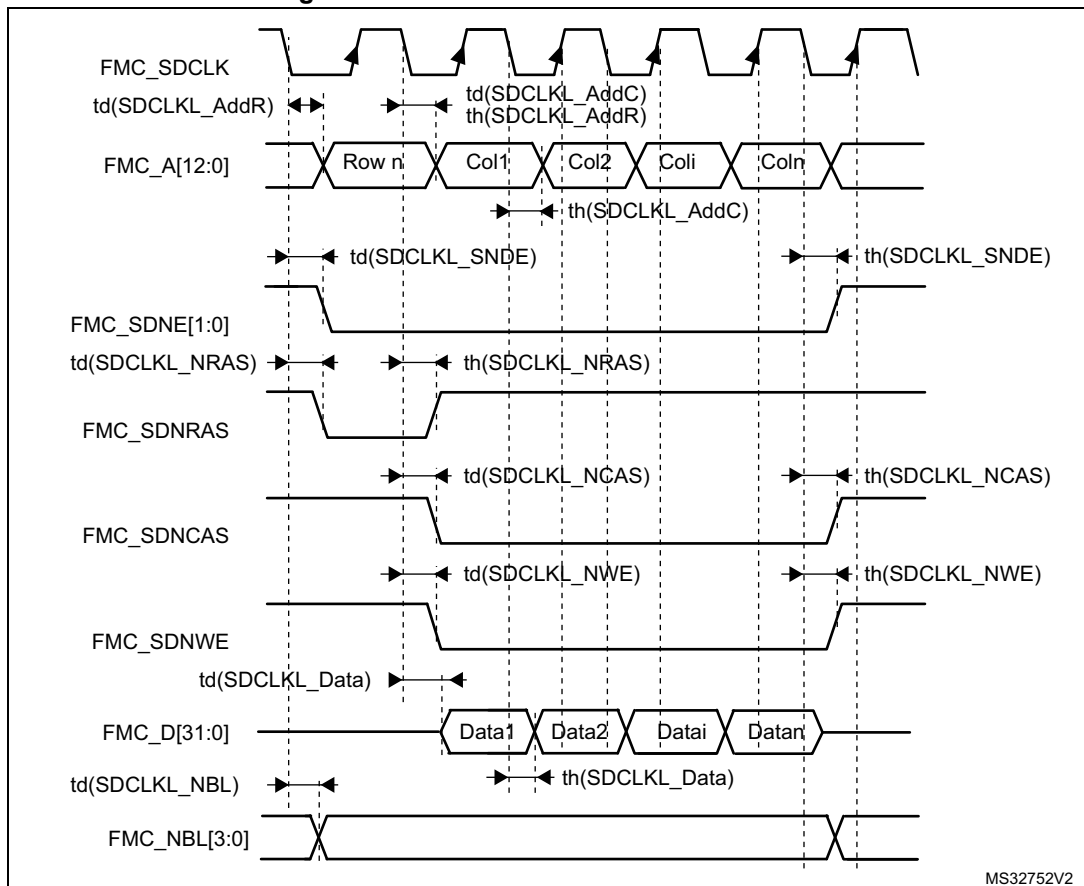 g
FMC_SDCLK
td(SDCLKL_AddR)
td(SDCLKL_AddC)
th(SDCLKL_AddR)
FMC_A[12:0]
Row n
Col1
Col2
Coli
Coln
th(SDCLKL_AddC)
td(SDCLKL_SNDE)
th(SDCLKL_SNDE)
FMC_SDNE[1:0]
td(SDCLKL_NRAS)
th(SDCLKL_NRAS)
FMC_SDNRAS
td(SDCLKL_NCAS)
th(SDCLKL_NCAS)
FMC_SDNCAS
td(SDCLKL_NWE)
th(SDCLKL_NWE)
FMC_SDNWE
td(SDCLKL_Data)
FMC_D[31:0]
Data1
Data2
Datai
Datan
th(SDCLKL_Data)
td(SDCLKL_NBL)
FMC_NBL[3:0]
MS32752V2